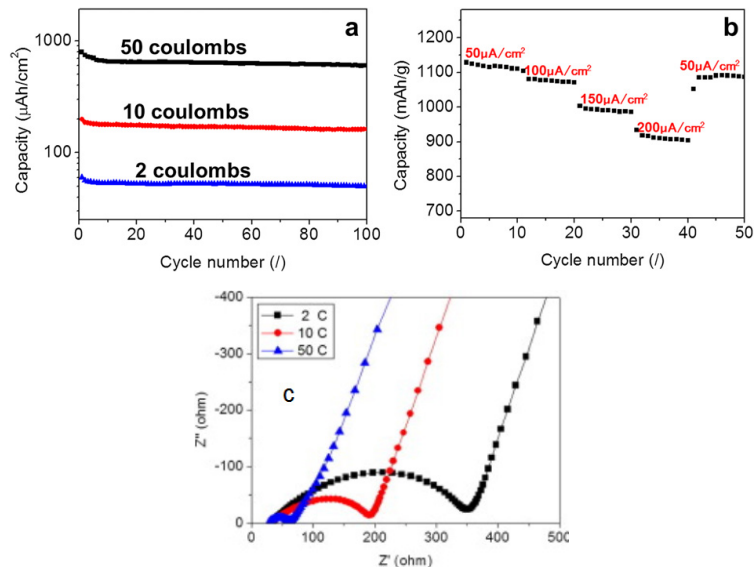 a
50 coulombs
10 coulombs
2 coulombs
Capacity (µAh/cm²)
1000
100
0 20 40 60 80 100
Cycle number (/)
b
50µA/cm²
100µA/cm²
150µA/cm²
200µA/cm²
50µA/cm²
Capacity (mAh/g)
1200
1100
1000
900
800
700
0 10 20 30 40 50
Cycle number (/)
c
2 C
10 C
50 C
Z" (ohm)
-400
-300
-200
-100
0
0 100 200 300 400 500
Z' (ohm)